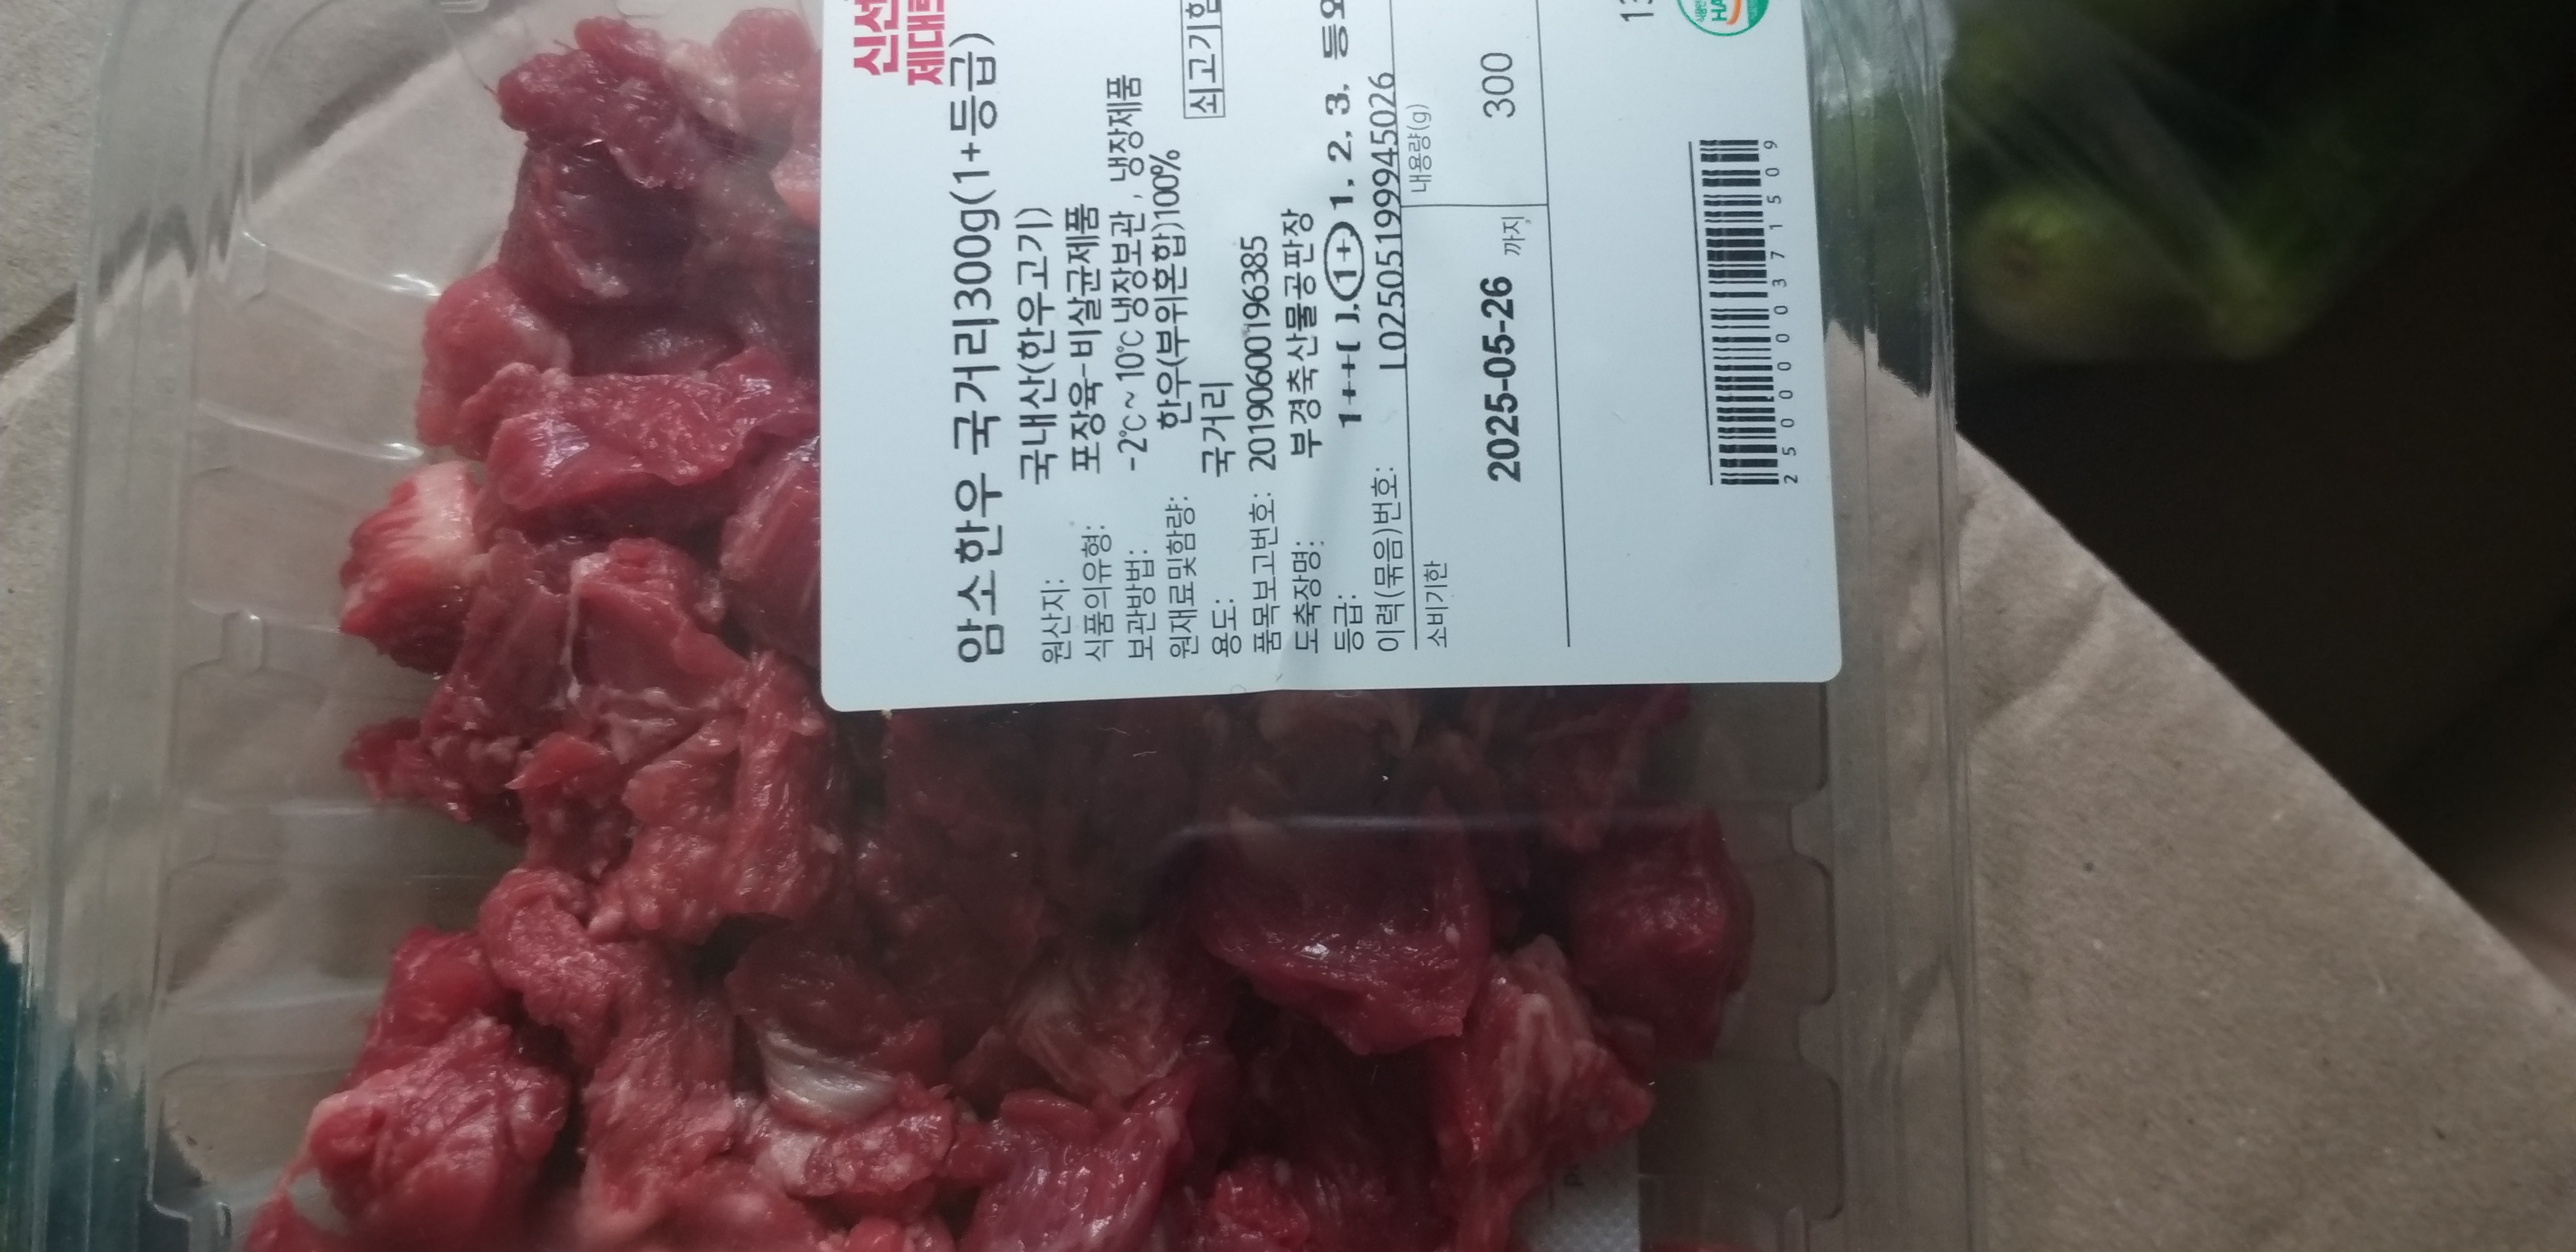 신선
제대로
암소한우 국거리300g(1+등급)
원산지: 국내산(한우고기)
식품의유형: 포장육-비살균제품
보관방법: -2℃~10℃ 냉장보관, 냉장제품
원재료및함량: 한우(부위혼합)100%
용도: 국거리 쇠고기함
품목보고번호: 20190600196385
도축장명: 부경축산물공판장
등급: 1++( ),(1+)1, 2, 3, 등외
이력(묶음)번호: L02505199945026
소비기한 내용량(g)
2025-05-26 까지 300
13
2500000371509